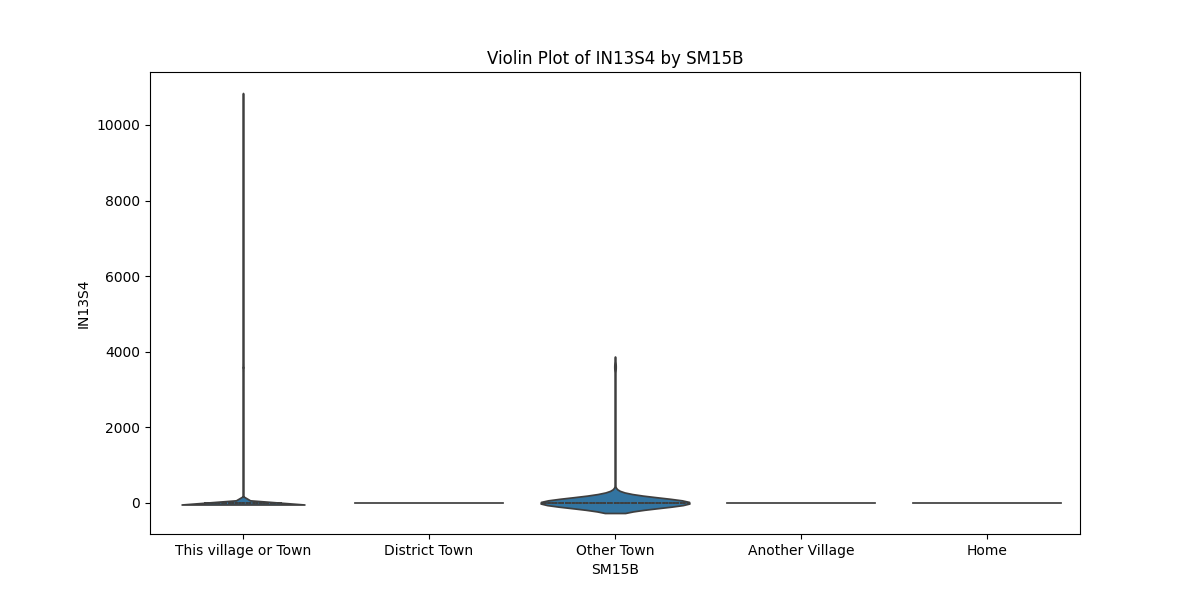 Violin Plot of IN13S4 by SM15B
10000
8000
6000
4000
2000
0
IN13S4
This village or Town
District Town
Other Town
Another Village
Home
SM15B